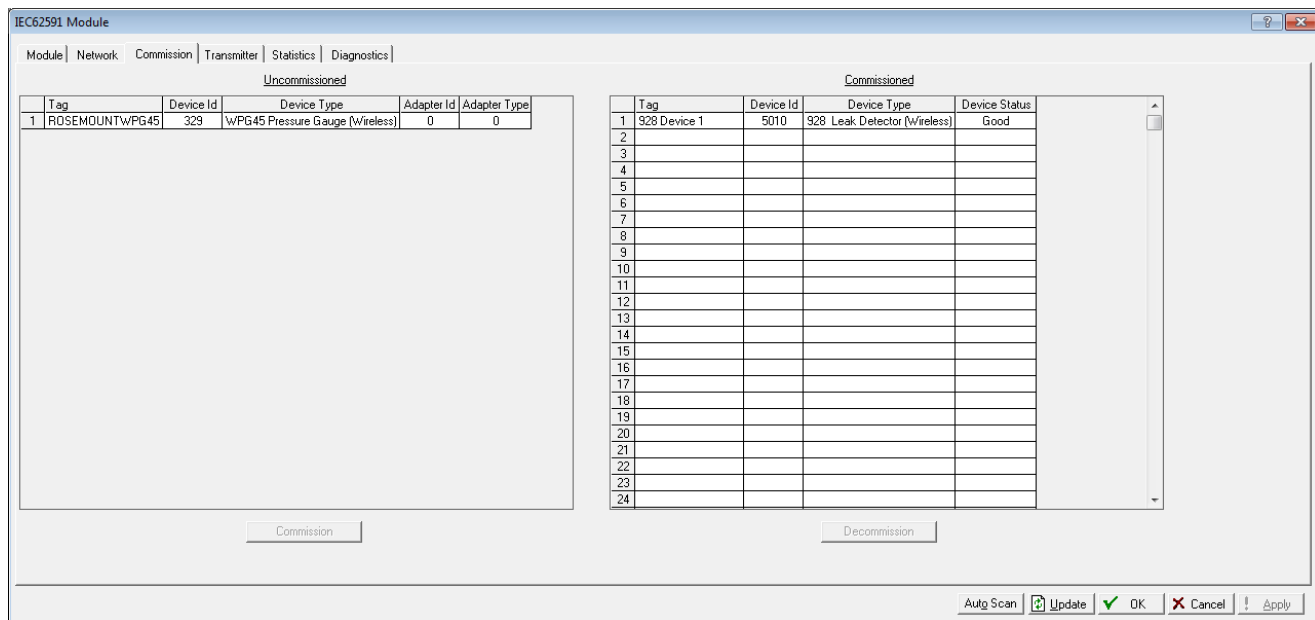 IEC62591 Module
Module Network Commission Transmitter Statistics Diagnostics
Uncommissioned
Tag Device Id Device Type Adapter Id Adapter Type
1 ROSEMOUNTWPG45 329 WPG45 Pressure Gauge (Wireless) 0 0
Commission
Commissioned
Tag Device Id Device Type Device Status
1 928 Device 1 5010 928 Leak Detector (Wireless) Good
2
3
4
5
6
7
8
9
10
11
12
13
14
15
16
17
18
19
20
21
22
23
24
Decommission
Auto Scan Update OK Cancel ! Apply